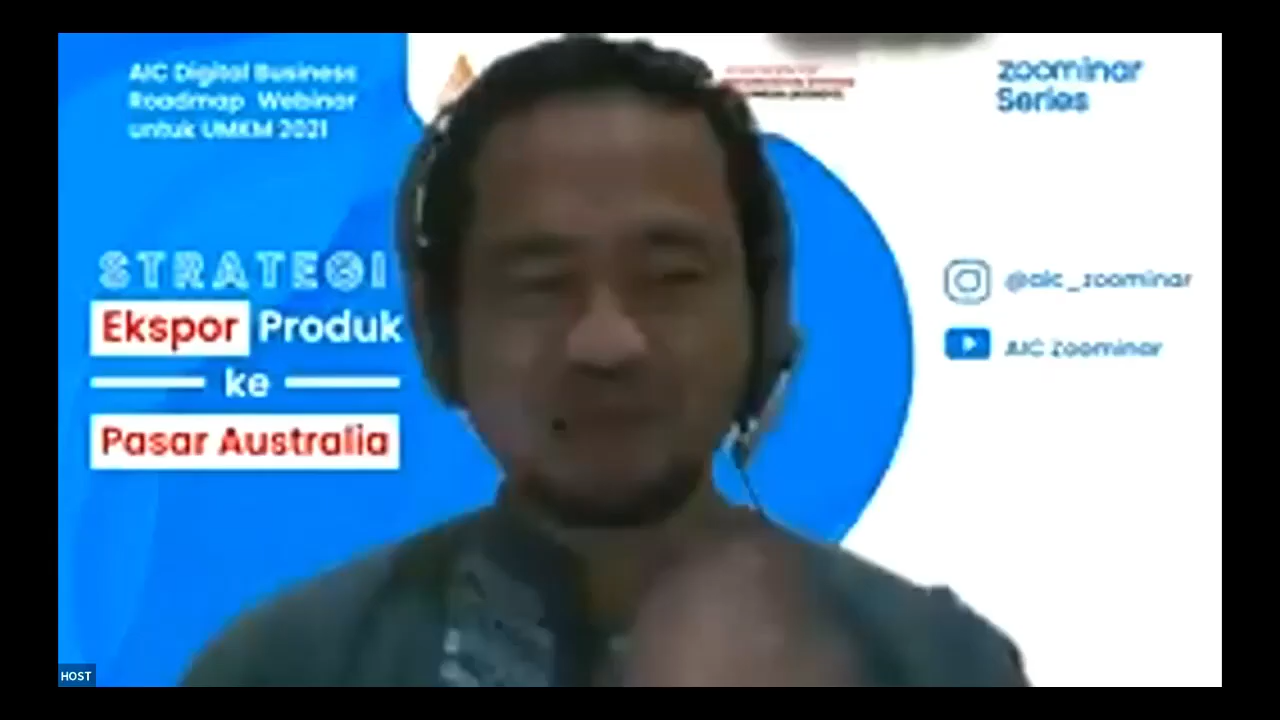 AIC Digital Business
Roadmap Webinar
untuk UMKM 2021
zoominar
Series
STRATEGI
Ekspor Produk
ke
Pasar Australia
@aic_zoominar
AIC Zoominar
HOST